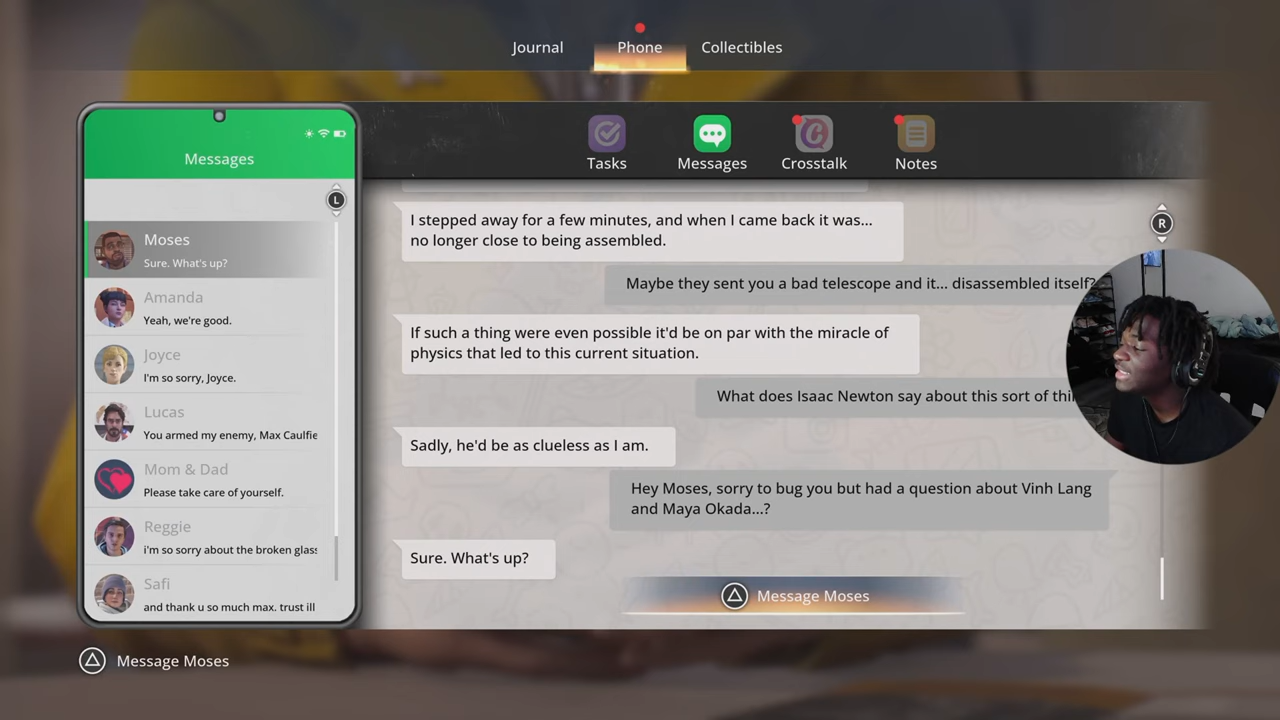 Journal
Phone
Collectibles
Messages
Tasks
Messages
Crosstalk
Notes
L
R
Moses
Sure. What's up?
Amanda
Yeah, we're good.
Joyce
I'm so sorry, Joyce.
Lucas
You armed my enemy, Max Caulfie
Mom & Dad
Please take care of yourself.
Reggie
i'm so sorry about the broken glass
Safi
and thank u so much max. trust ill
I stepped away for a few minutes, and when I came back it was...
no longer close to being assembled.
Maybe they sent you a bad telescope and it... disassembled itself?
If such a thing were even possible it'd be on par with the miracle of
physics that led to this current situation.
What does Isaac Newton say about this sort of thi
Sadly, he'd be as clueless as I am.
Hey Moses, sorry to bug you but had a question about Vinh Lang
and Maya Okada...?
Sure. What's up?
Message Moses
Message Moses